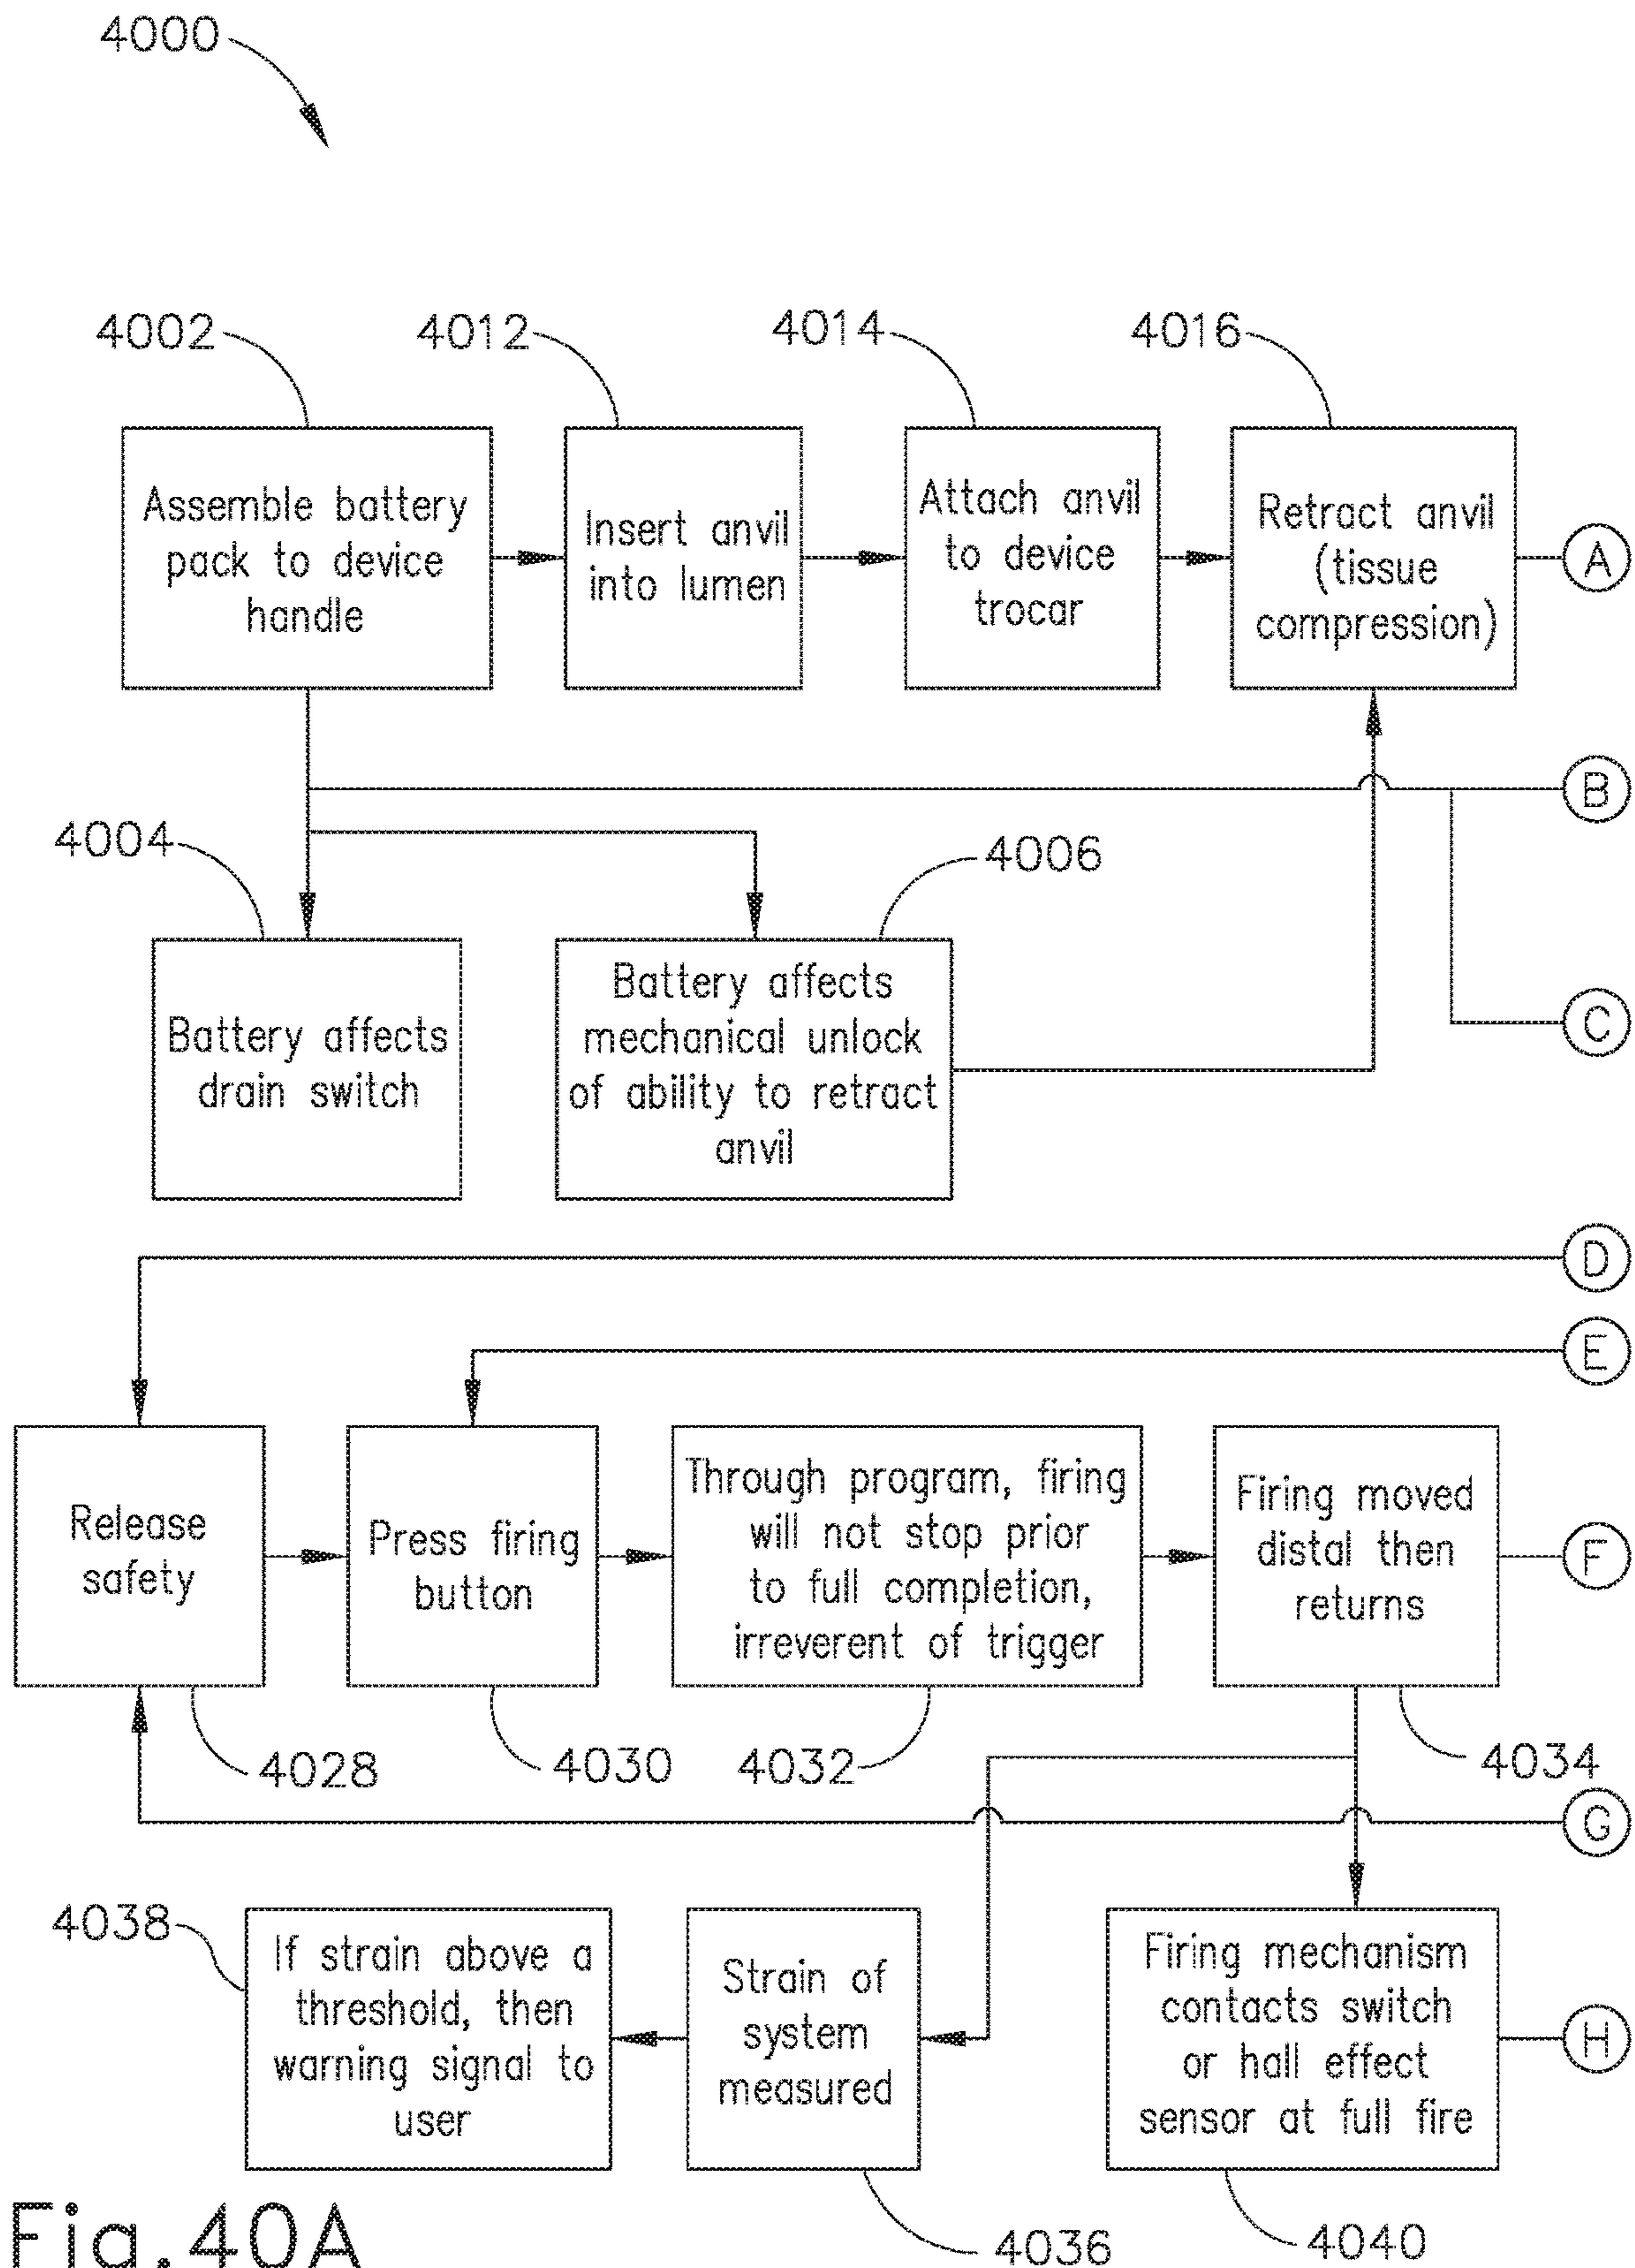 4000
4002
4012
4014
4016
Assemble battery
pack to device
handle
Insert anvil
into lumen
Attach anvil
to device
trocar
Retract anvil
(tissue
compression)
A
B
4004
4006
Battery affects
drain switch
Battery affects
mechanical unlock
of ability to retract
anvil
C
D
E
Release
safety
Press firing
button
Through program, firing
will not stop prior
to full completion,
irreverent of trigger
Firing moved
distal then
returns
F
4028
4030
4032
4034
G
4038
If strain above a
threshold, then
warning signal to
user
Strain of
system
measured
Firing mechanism
contacts switch
or hall effect
sensor at full fire
H
4036
4040
Fig.40A